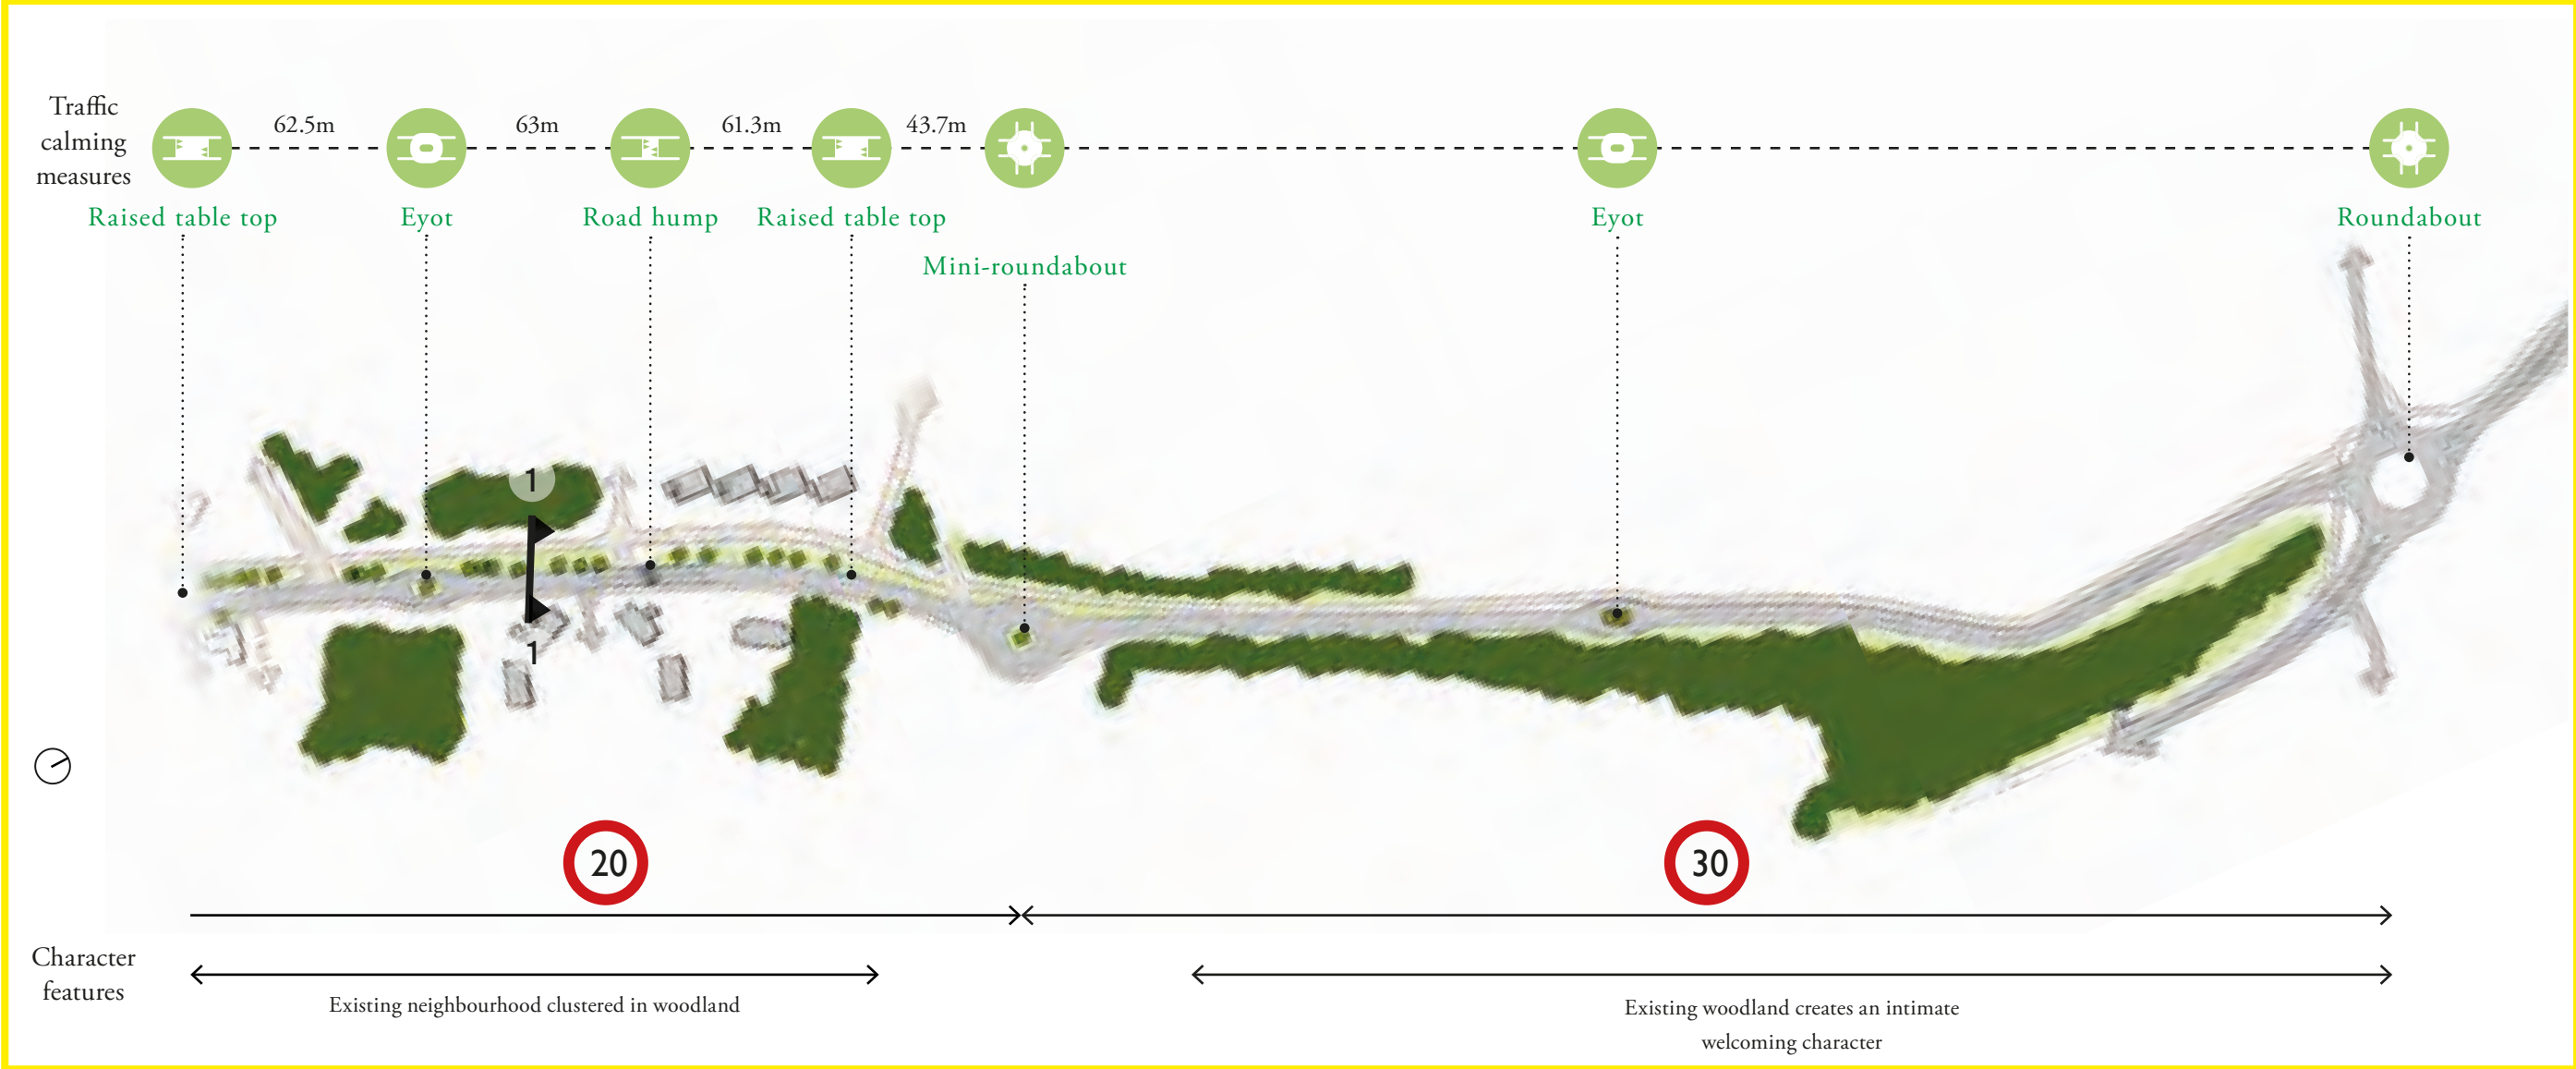 Traffic
calming
measures
62.5m
63m
61.3m
43.7m
Raised table top
Eyot
Road hump
Raised table top
Mini-roundabout
Eyot
Roundabout
1
1
20
30
Character
features
Existing neighbourhood clustered in woodland
Existing woodland creates an intimate
welcoming character